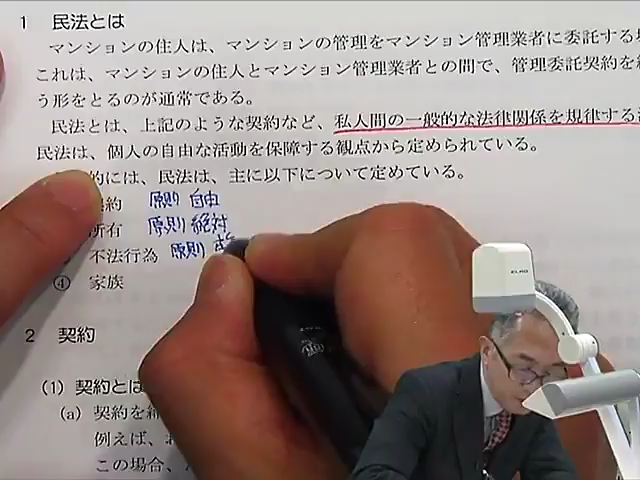 1 民法とは
マンションの住人は、マンションの管理をマンション管理業者に委託する
これは、マンションの住人とマンション管理業者との間で、管理委託契約を
う形をとるのが通常である。
民法とは、上記のような契約など、私人間の一般的な法律関係を規律する
民法は、個人の自由な活動を保障する観点から定められている。
的には、民法は、主に以下について定めている。
約 原則 自由
所有 原則 絶対
不法行為 原則
④ 家族
2 契約
(1) 契約とは
(a) 契約を
例えば、
この場合、
ELMO